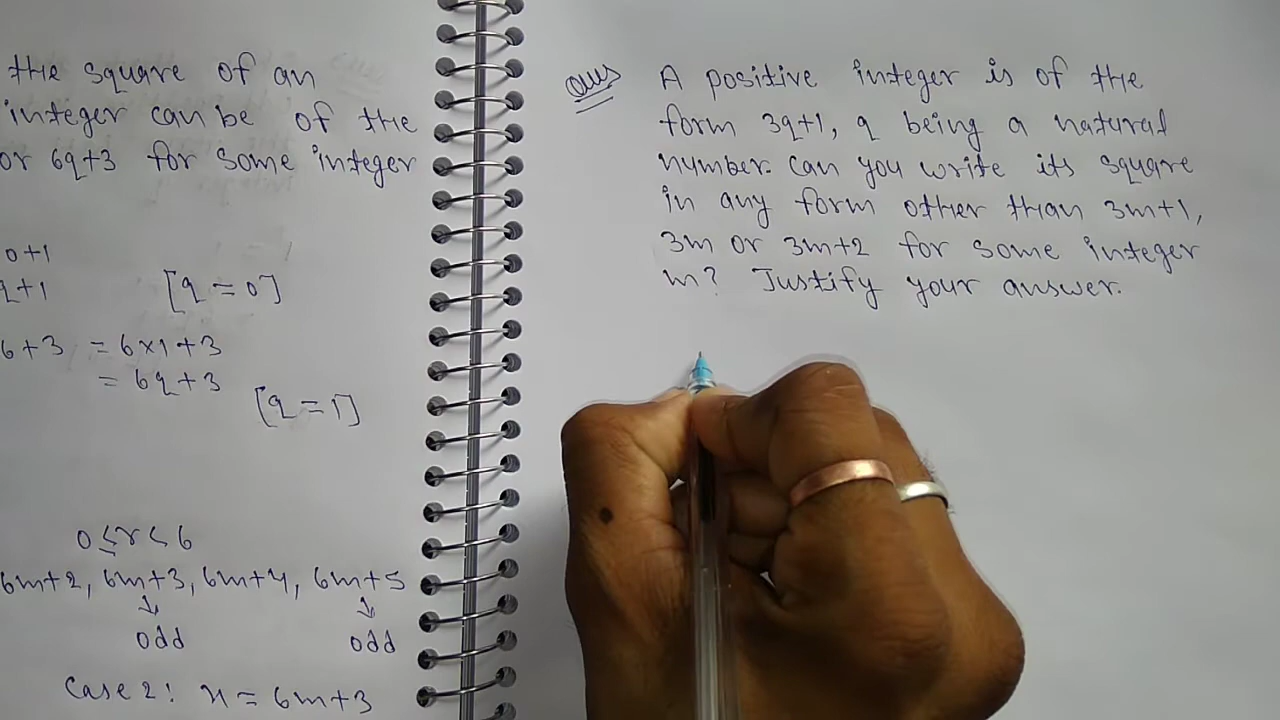 the square of an
integer can be of the
or 6q+3 for some integer
0+1
q+1 [q=0]
6+3 = 6×1+3
= 6q+3
[q=1]
0≤r<6
6m+2, 6m+3, 6m+4, 6m+5
↓ ↓
odd odd
Case 2: x = 6m+3
Ques A positive integer is of the
form 3q+1, q being a natural
number. Can you write its square
in any form other than 3m+1,
3m or 3m+2 for some integer
m? Justify your answer.